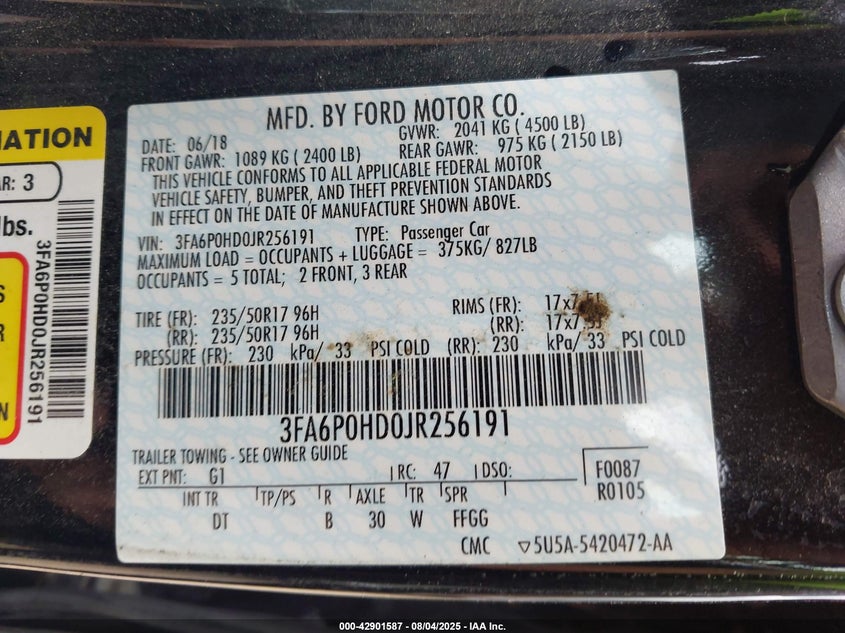 MATION
AR: 3
lbs.
S
R
N
3FA6P0HD0JR256191
MFD. BY FORD MOTOR CO.
DATE: 06/18 GVWR: 2041 KG ( 4500 LB)
FRONT GAWR: 1089 KG ( 2400 LB) REAR GAWR: 975 KG ( 2150 LB)
THIS VEHICLE CONFORMS TO ALL APPLICABLE FEDERAL MOTOR
VEHICLE SAFETY, BUMPER, AND THEFT PREVENTION STANDARDS
IN EFFECT ON THE DATE OF MANUFACTURE SHOWN ABOVE.
VIN: 3FA6P0HD0JR256191 TYPE: Passenger Car
MAXIMUM LOAD = OCCUPANTS + LUGGAGE = 375KG/ 827LB
OCCUPANTS = 5 TOTAL; 2 FRONT, 3 REAR
TIRE (FR): 235/50R17 96H RIMS (FR):
(RR): 235/50R17 96H (RR):
PRESSURE (FR): 230 kPa/ 33 PSI COLD (RR): 230 kPa/ 33 PSI COLD
3FA6P0HD0JR256191
TRAILER TOWING - SEE OWNER GUIDE
EXT PNT: G1 RC: 47 DSO: F0087
R0105
INT TR TP/PS R AXLE TR SPR
DT B 30 W FFGG
CMC ▽5U5A-5420472-AA
000-42901587 - 08/04/2025 - IAA Inc.